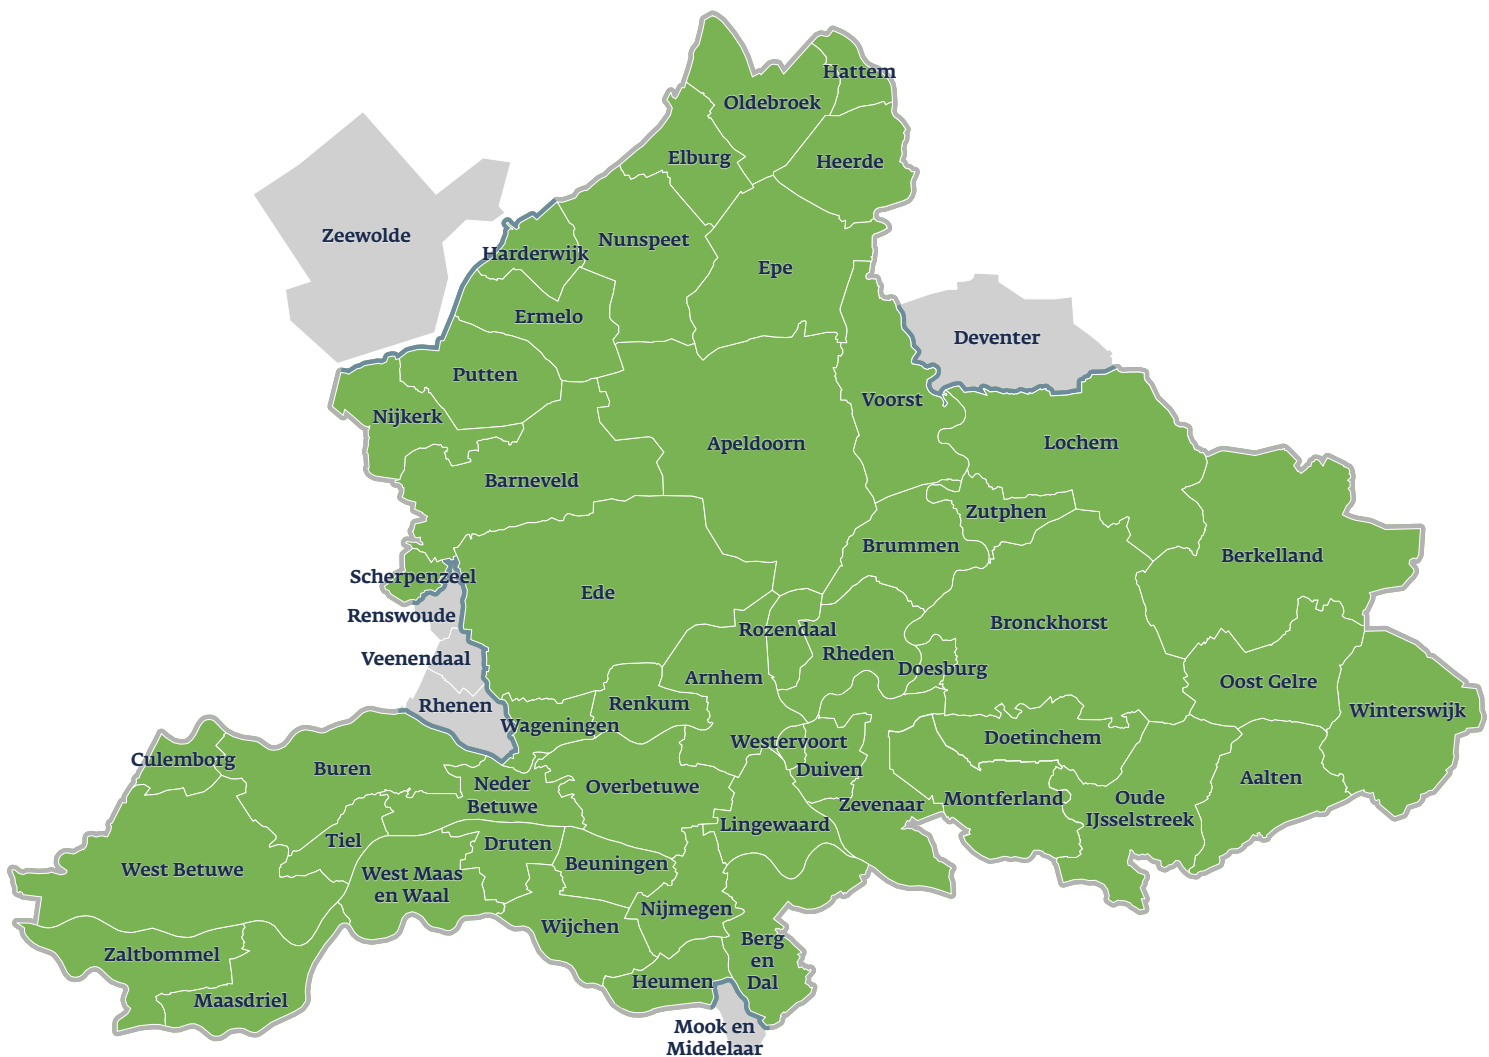 Hattem
Oldebroek
Elburg
Heerde
Zeewolde
Harderwijk
Nunspeet
Epe
Ermelo
Deventer
Putten
Voorst
Nijkerk
Apeldoorn
Lochem
Barneveld
Zutphen
Brummen
Berkelland
Scherpenzeel
Ede
Renswoude
Bronckhorst
Rozendaal
Veenendaal
Rheden
Doesburg
Arnhem
Oost Gelre
Rhenen
Renkum
Winterswijk
Wageningen
Westervoort
Doetinchem
Culemborg
Buren
Duiven
Aalten
Neder
Betuwe
Overbetuwe
Zevenaar
Montferland
Oude
IJsselstreek
Lingewaard
Tiel
Druten
Beuningen
West Betuwe
West Maas
en Waal
Nijmegen
Wijchen
Berg
en
Dal
Zaltbommel
Heumen
Maasdriel
Mook en
Middelaar